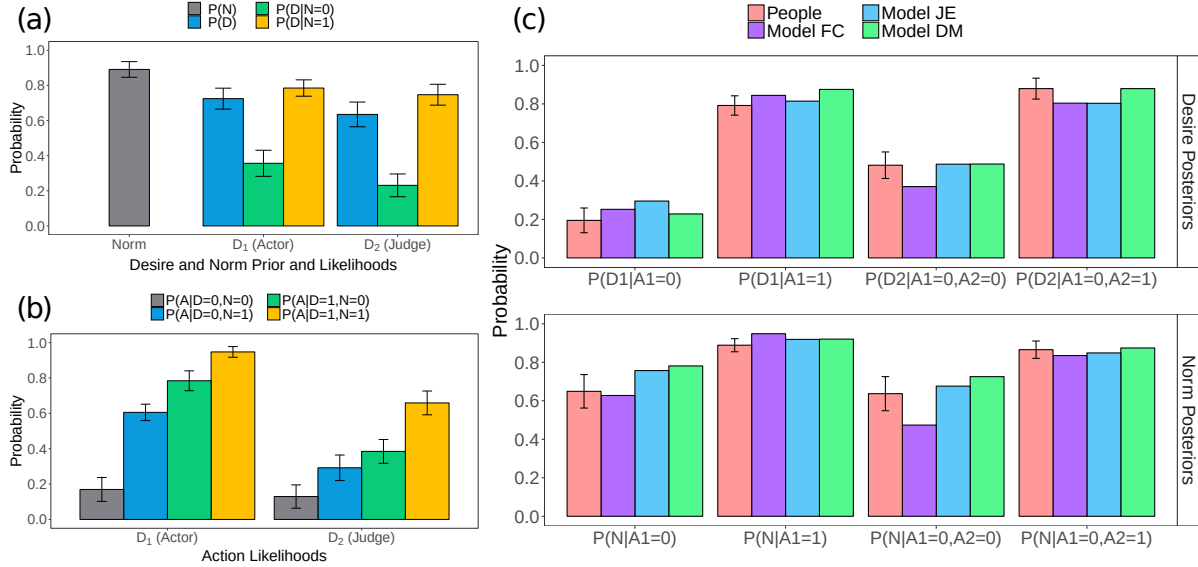 (a)
P(N) P(D|N=0)
P(D) P(D|N=1)
Probability
1.0
0.8
0.6
0.4
0.2
0.0
Norm D₁ (Actor) D₂ (Judge)
Desire and Norm Prior and Likelihoods
(b)
P(A|D=0,N=0) P(A|D=1,N=0)
P(A|D=0,N=1) P(A|D=1,N=1)
Probability
1.0
0.8
0.6
0.4
0.2
0.0
D₁ (Actor) D₂ (Judge)
Action Likelihoods
(c)
People Model JE
Model FC Model DM
Probability
1.0
0.8
0.6
0.4
0.2
0.0
P(D1|A1=0) P(D1|A1=1) P(D2|A1=0,A2=0) P(D2|A1=0,A2=1)
Desire Posteriors
1.0
0.8
0.6
0.4
0.2
0.0
P(N|A1=0) P(N|A1=1) P(N|A1=0,A2=0) P(N|A1=0,A2=1)
Norm Posteriors